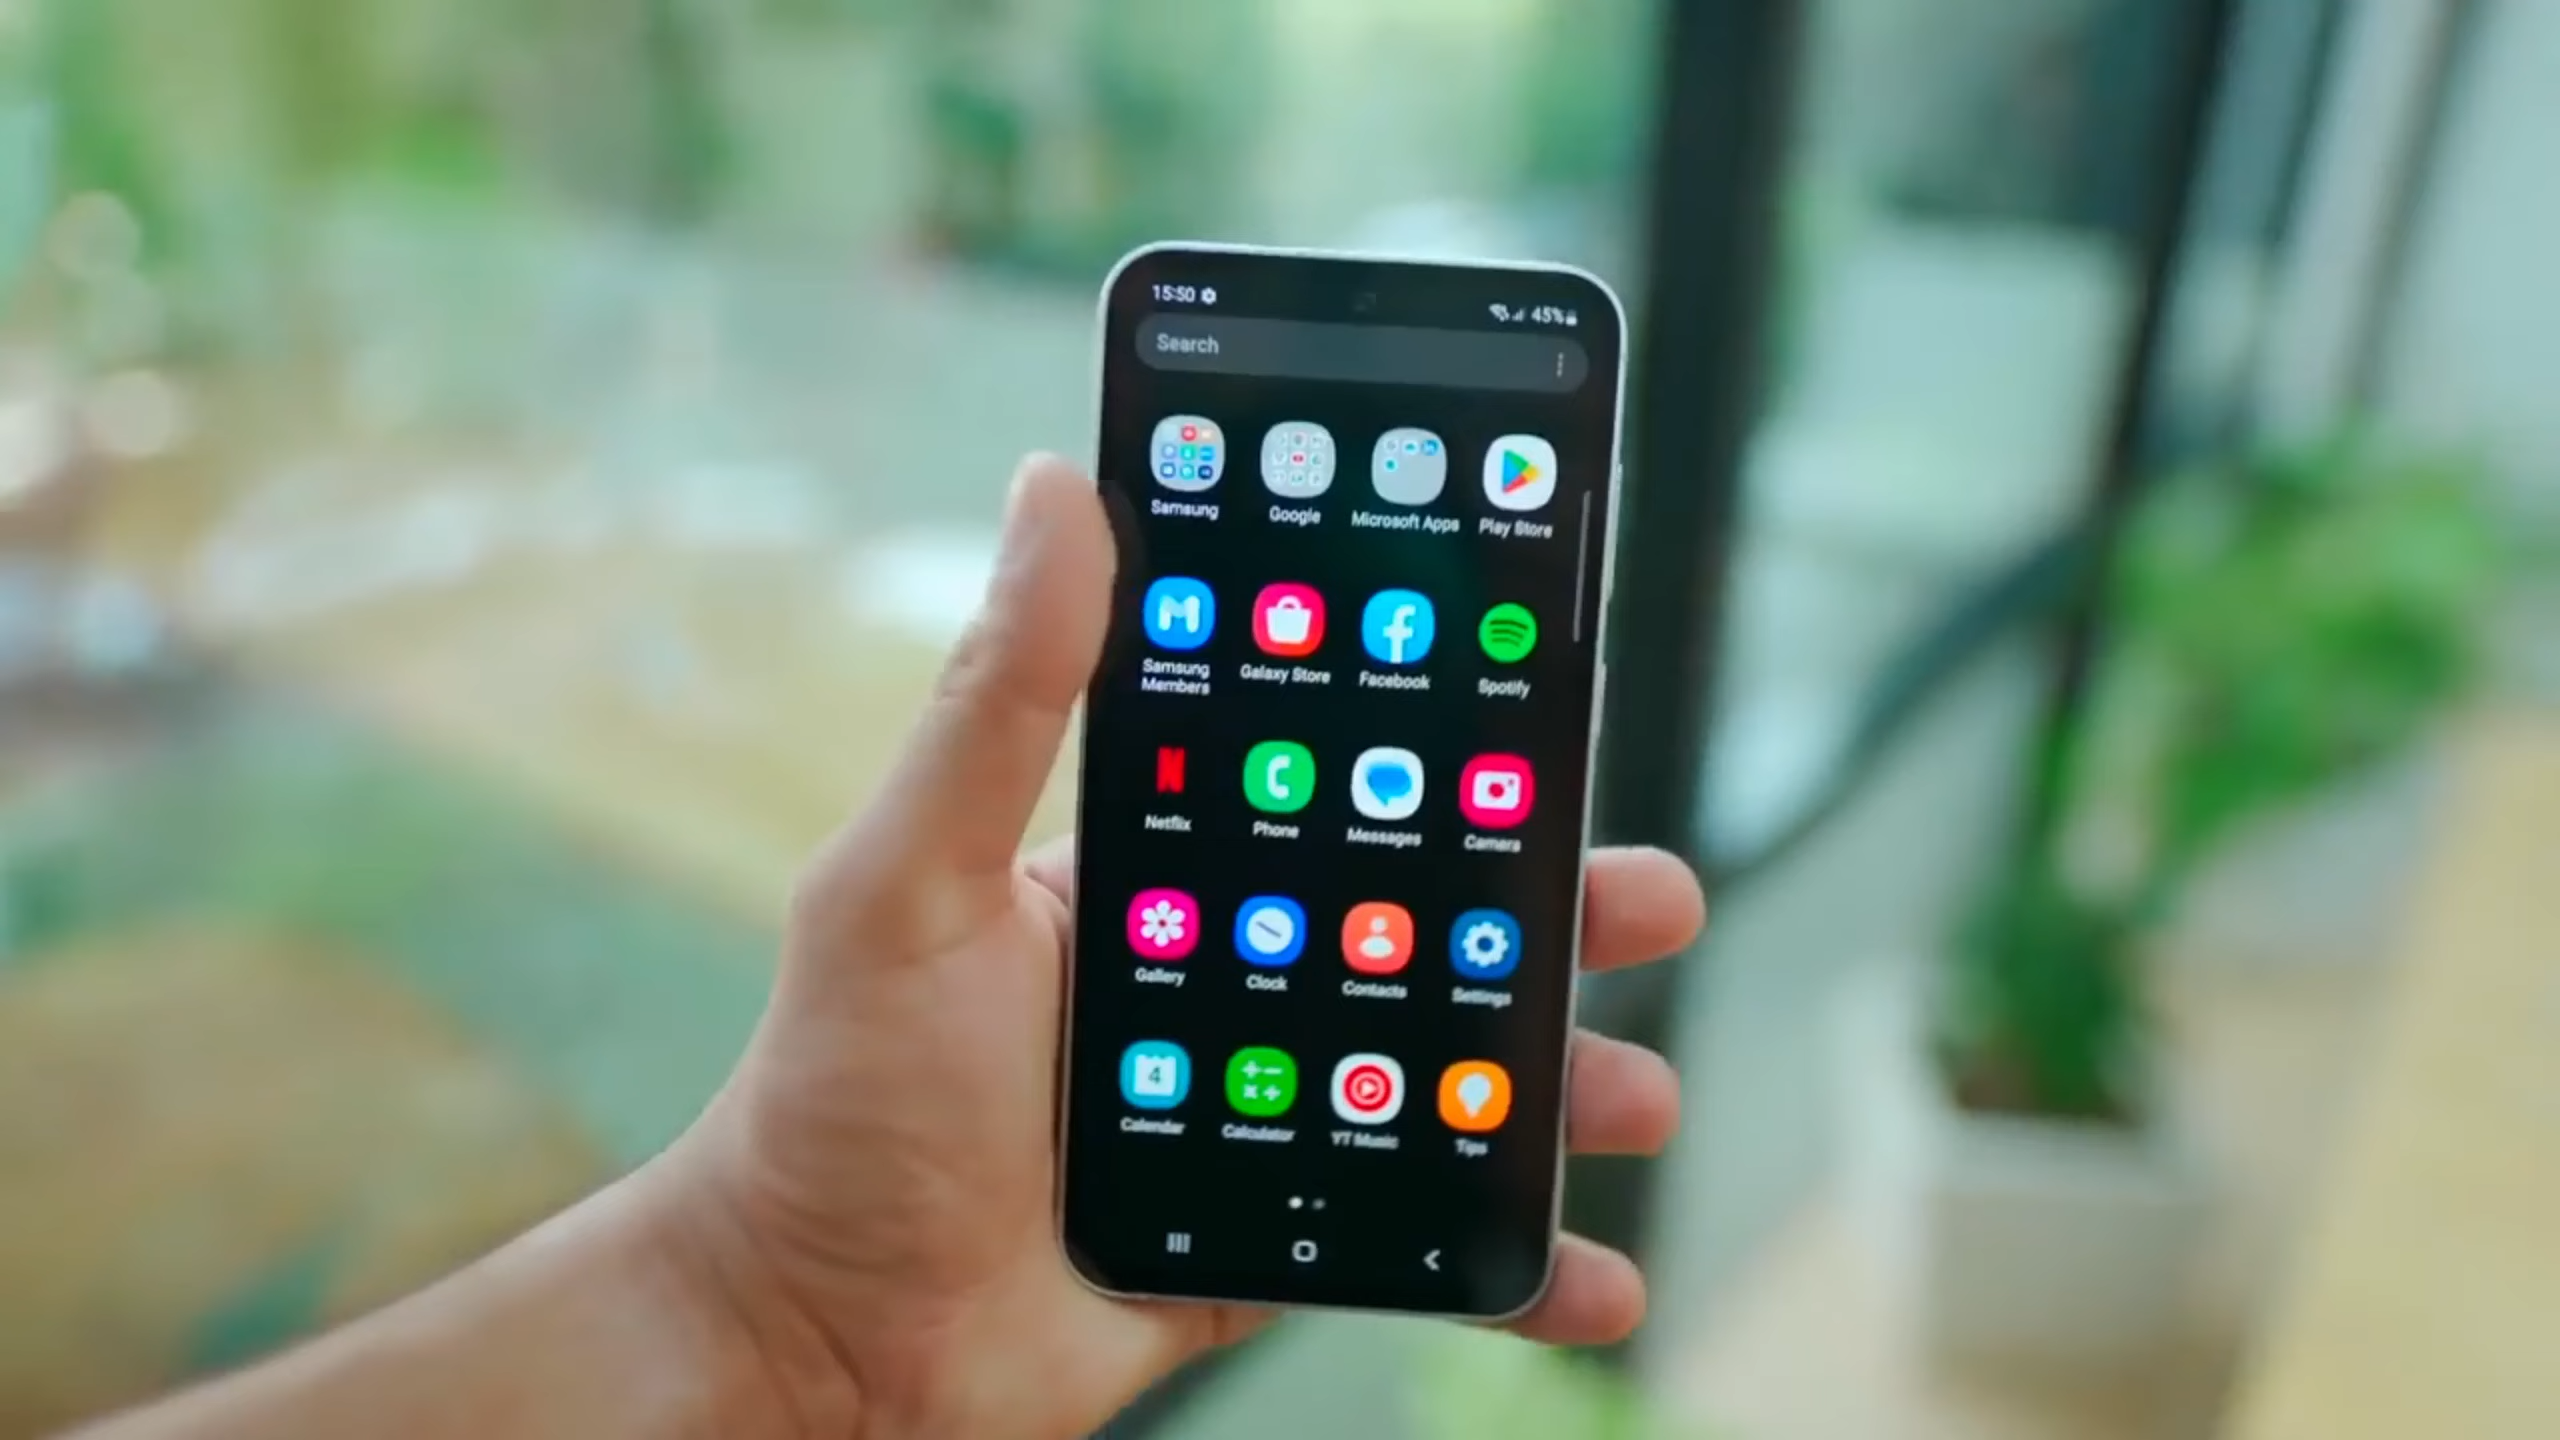 15:50
45%
Search
Samsung
Google
Microsoft Apps
Play Store
Samsung
Members
Galaxy Store
Facebook
Spotify
Netflix
Phone
Messages
Camera
Gallery
Clock
Contacts
Settings
4
Calendar
Calculator
YT Music
Tips